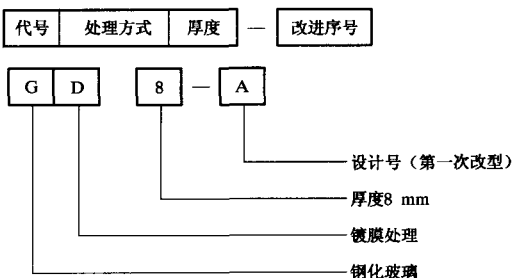 代号 处理方式 厚度 — 改进序号
G D 8 — A
设计号（第一次改型）
厚度8 mm
镀膜处理
钢化玻璃